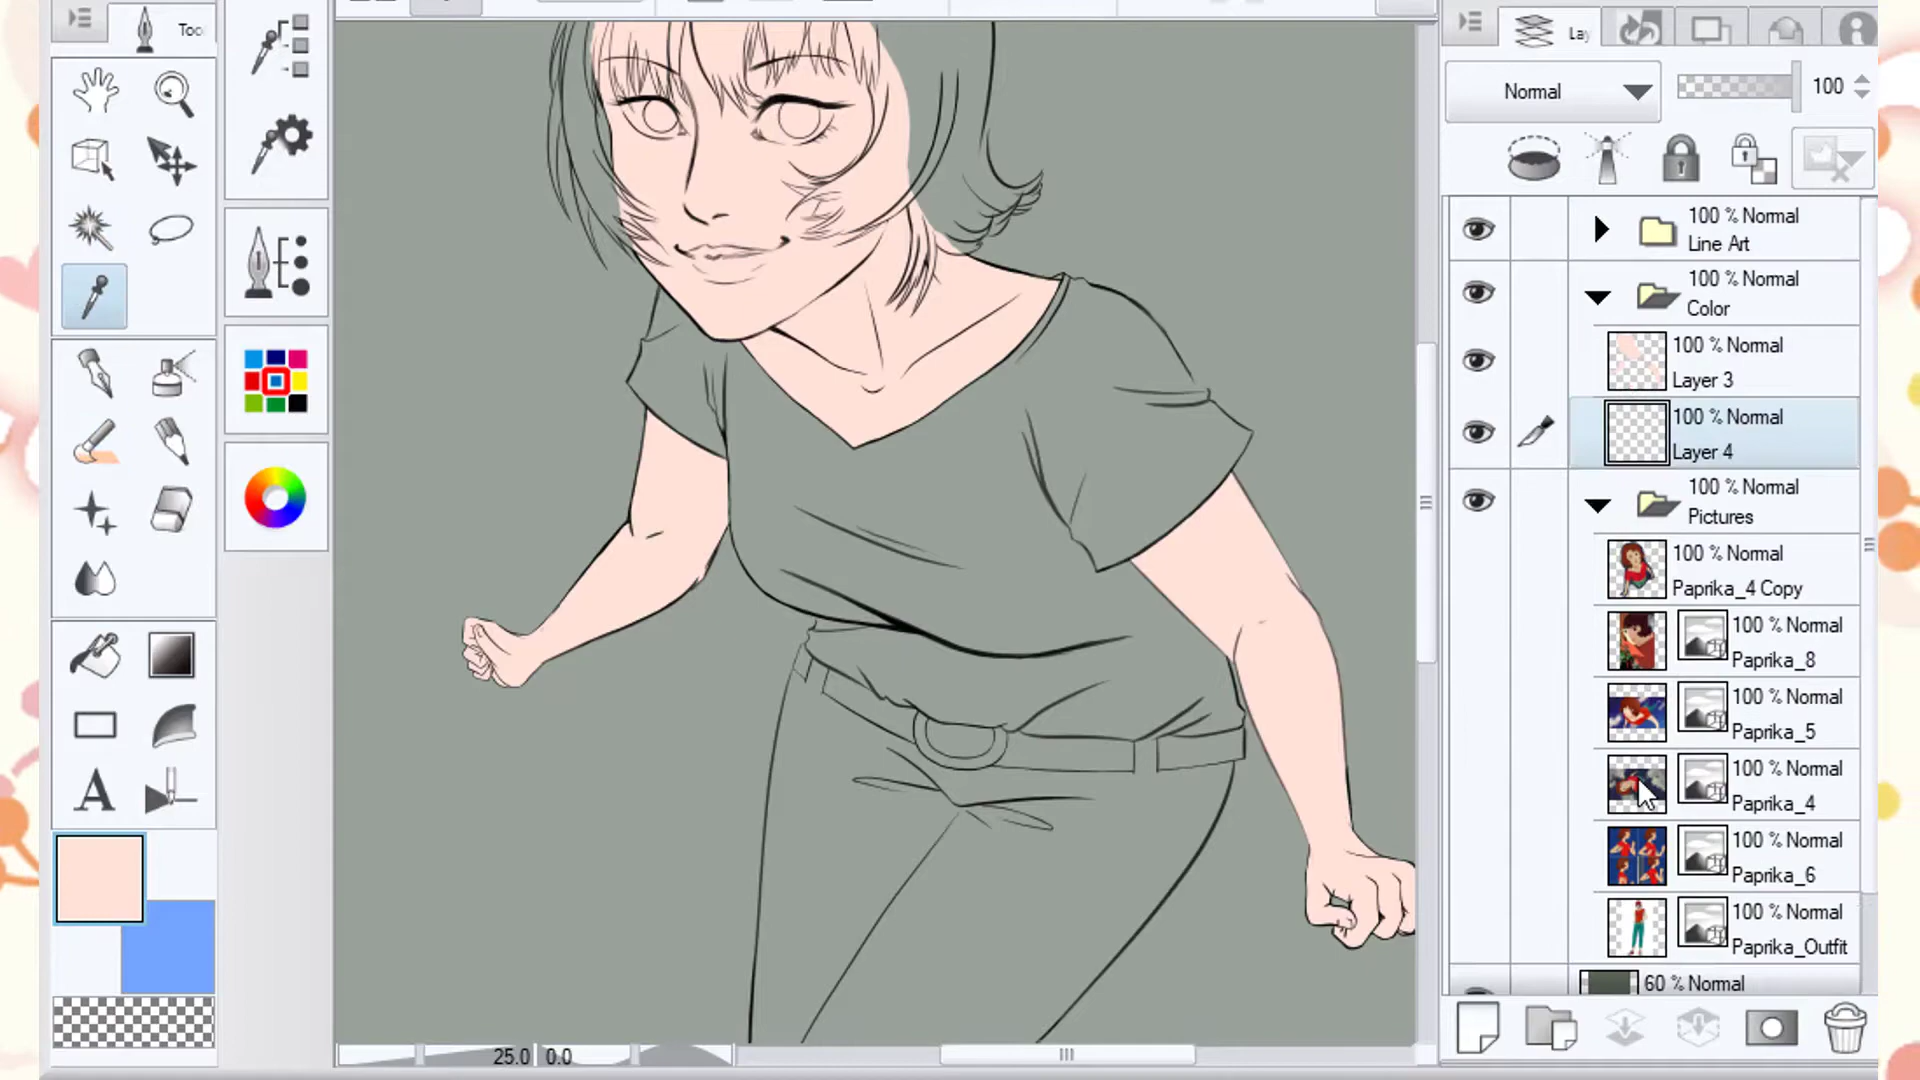 Too
Lay
Normal
100
100 % Normal
Line Art
100 % Normal
Color
100 % Normal
Layer 3
100 % Normal
Layer 4
100 % Normal
Pictures
100 % Normal
Paprika_4 Copy
100 % Normal
Paprika_8
100 % Normal
Paprika_5
100 % Normal
Paprika_4
100 % Normal
Paprika_6
100 % Normal
Paprika_Outfit
60 % Normal
A
25.0 0.0